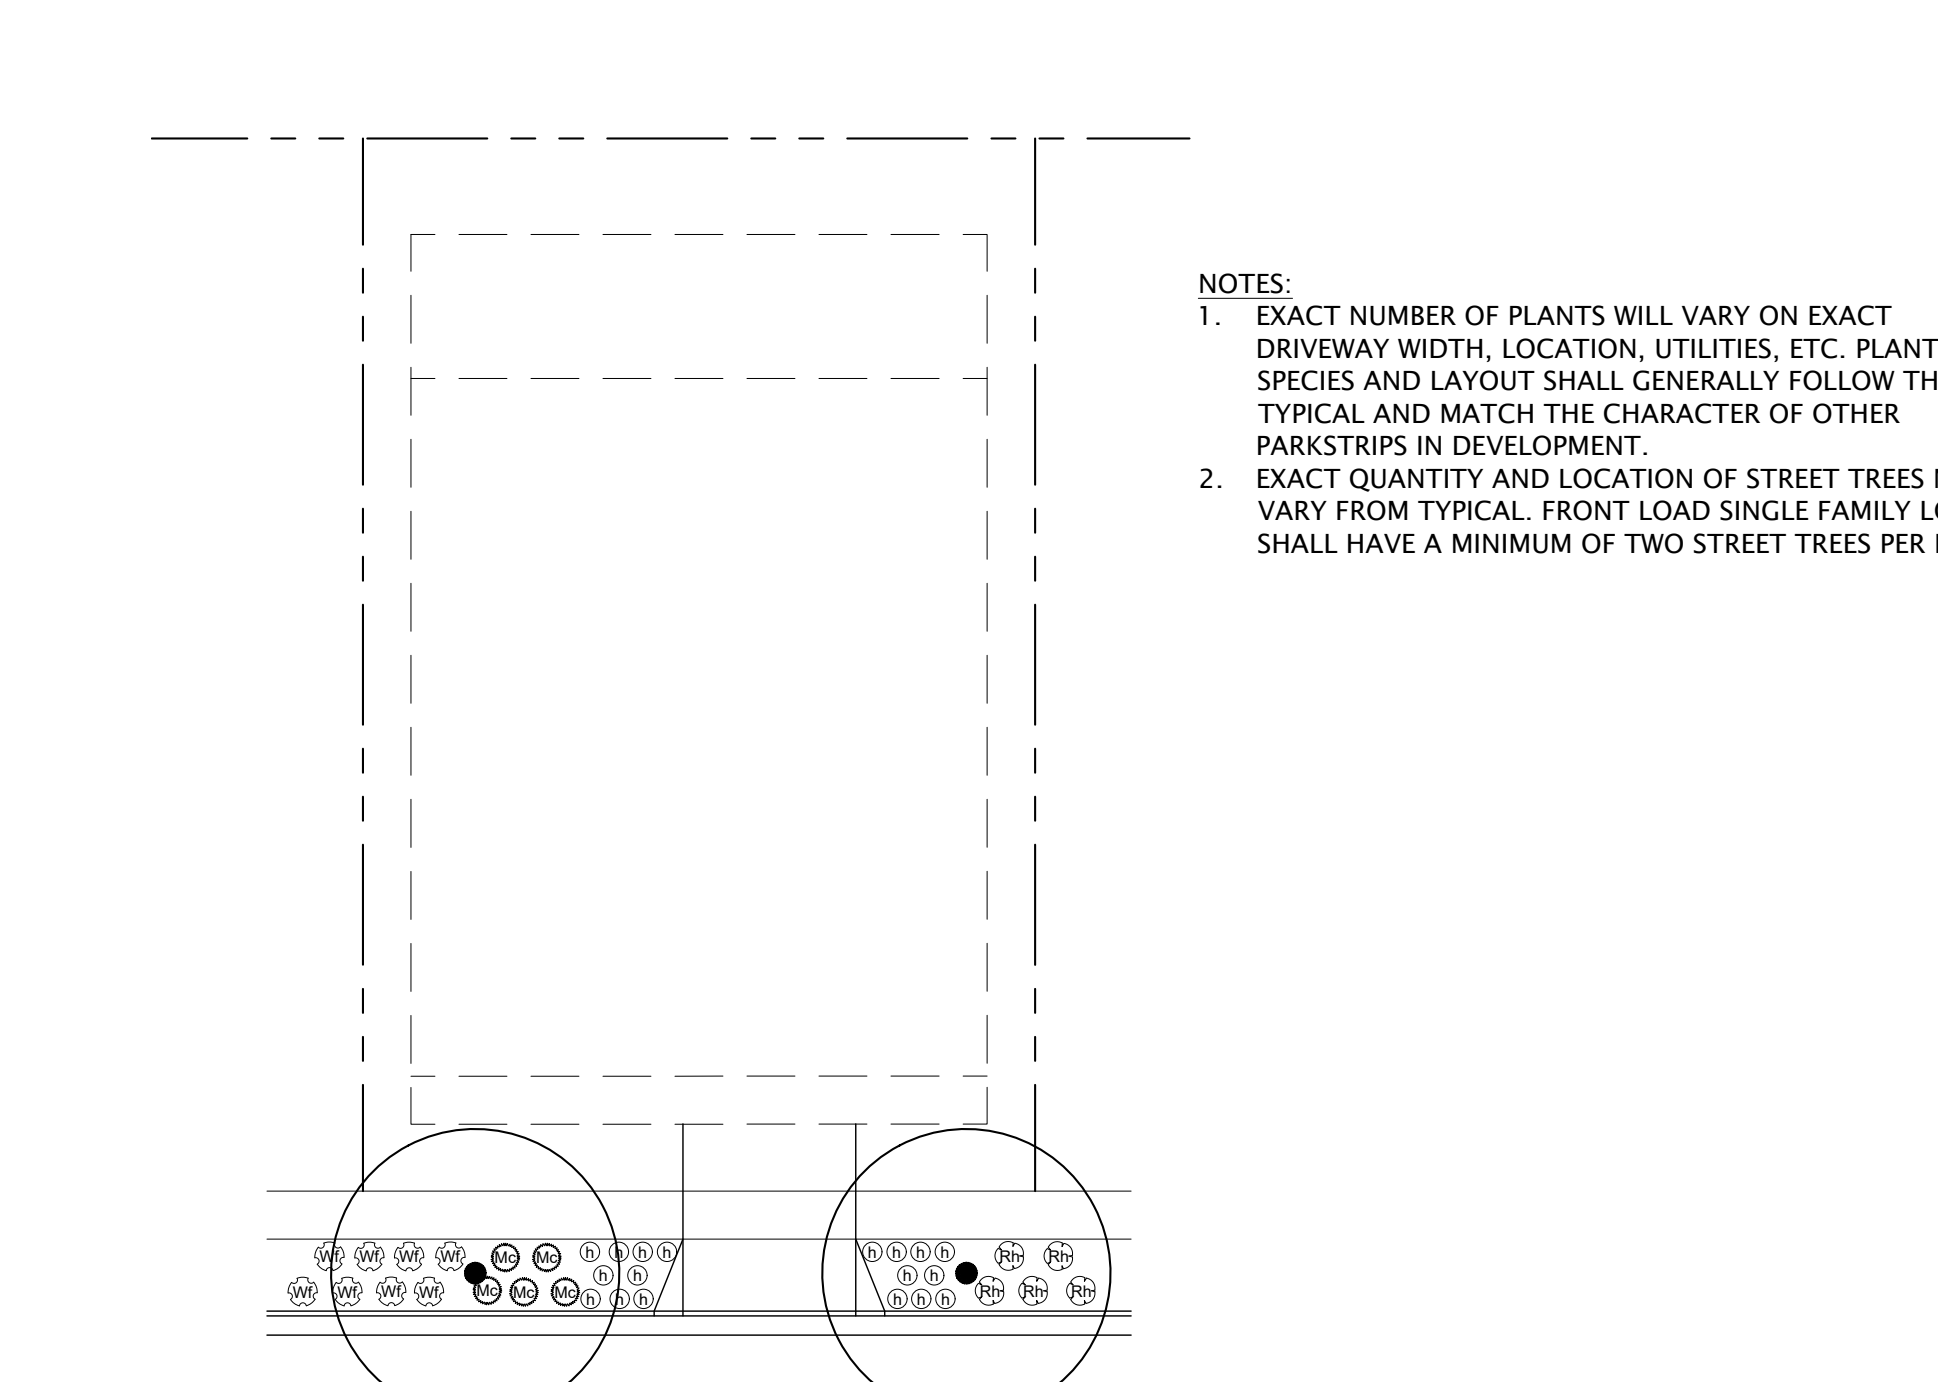 NOTES:
1. EXACT NUMBER OF PLANTS WILL VARY ON EXACT
DRIVEWAY WIDTH, LOCATION, UTILITIES, ETC. PLANT
SPECIES AND LAYOUT SHALL GENERALLY FOLLOW
TYPICAL AND MATCH THE CHARACTER OF OTHER
PARKSTRIPS IN DEVELOPMENT.
2. EXACT QUANTITY AND LOCATION OF STREET TREES
VARY FROM TYPICAL. FRONT LOAD SINGLE FAMILY
SHALL HAVE A MINIMUM OF TWO STREET TREES PER
Wf Wf Wf Wf Mc Mc h h h h h h h h Rh Rh
h h h h
Wf Wf Wf Wf Mc Mc Mc h h h h h h Rh Rh Rh